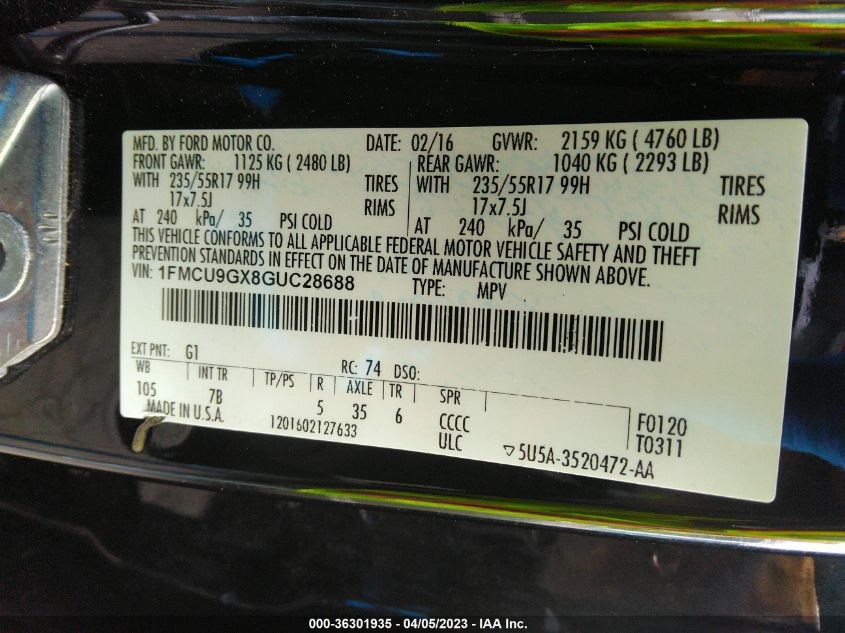 MFD. BY FORD MOTOR CO. DATE: 02/16 GVWR: 2159 KG ( 4760 LB)
FRONT GAWR: 1125 KG ( 2480 LB) REAR GAWR: 1040 KG ( 2293 LB)
WITH 235/55R17 99H TIRES WITH 235/55R17 99H TIRES
17x7.5J RIMS 17x7.5J RIMS
AT 240 kPa/ 35 PSI COLD AT 240 kPa/ 35 PSI COLD
THIS VEHICLE CONFORMS TO ALL APPLICABLE FEDERAL MOTOR VEHICLE SAFETY AND THEFT
PREVENTION STANDARDS IN EFFECT ON THE DATE OF MANUFACTURE SHOWN ABOVE.
VIN: 1FMCU9GX8GUC28688 TYPE: MPV
EXT PNT: G1 RC: 74 DSO:
WB INT TR TP/PS R AXLE TR SPR
105 7B 5 35 6 CCCC F0120
MADE IN U.S.A. 1201602127633 ULC T0311
▽5U5A-3520472-AA
000-36301935 - 04/05/2023 - IAA Inc.